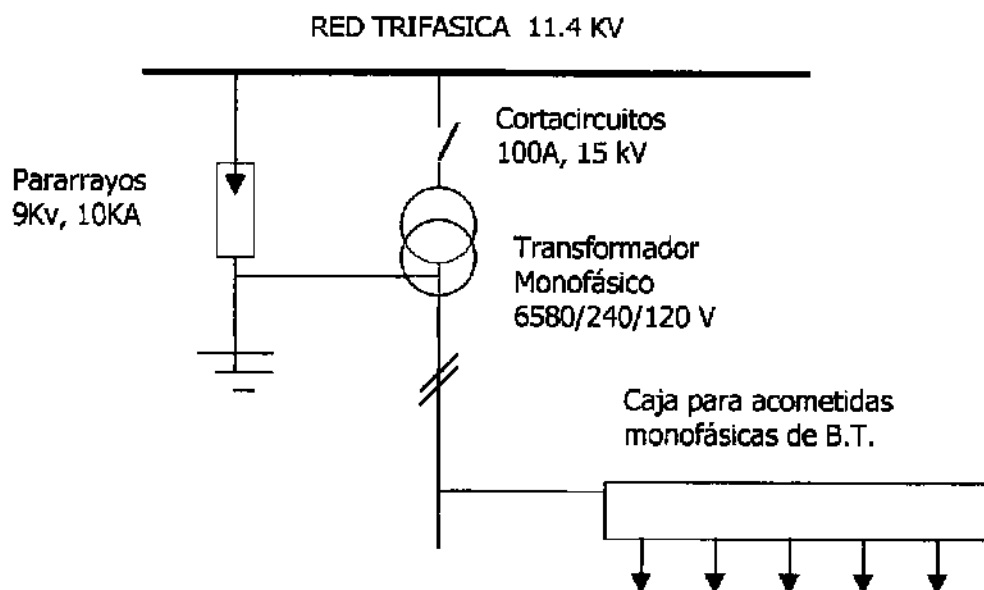 RED TRIFASICA 11.4 KV
Cortacircuitos
100A, 15 kV
Pararrayos
9Kv, 10KA
Transformador
Monofásico
6580/240/120 V
Caja para acometidas
monofásicas de B.T.